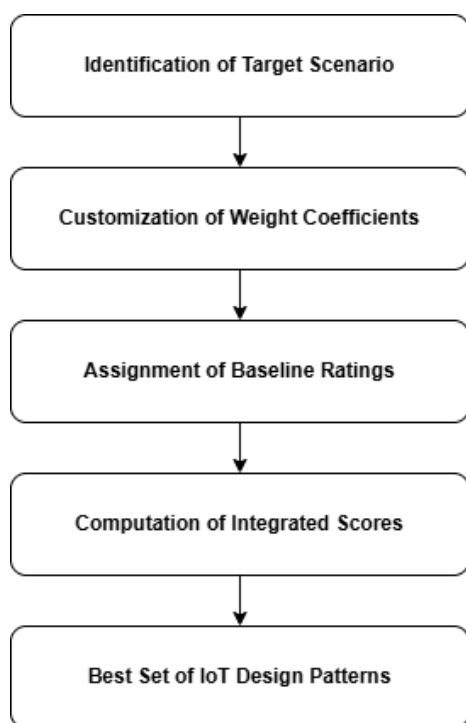 Identification of Target Scenario
Customization of Weight Coefficients
Assignment of Baseline Ratings
Computation of Integrated Scores
Best Set of IoT Design Patterns